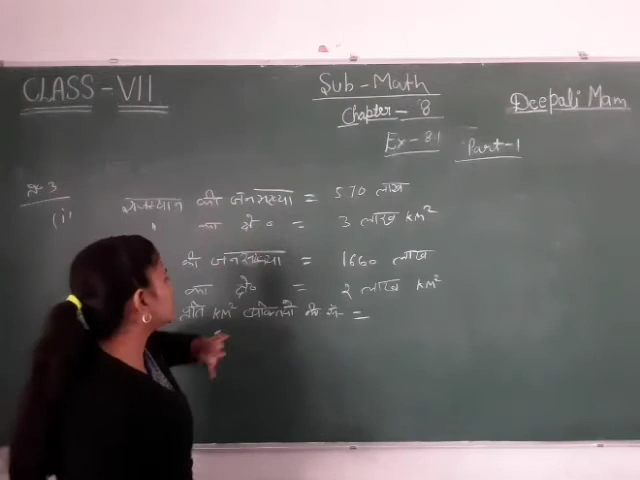 CLASS - VII
Sub - Math
Chapter - 8
Deepali Mam
Ex - 8.1
Part - 1
प्र. 3
(i) राजस्थान की जनसंख्या = 570 लाख
" का क्षे० = 3 लाख KM²
की जनसंख्या = 1660 लाख
का क्षे० = 2 लाख KM²
प्रति KM² व्यक्तियों की सं =